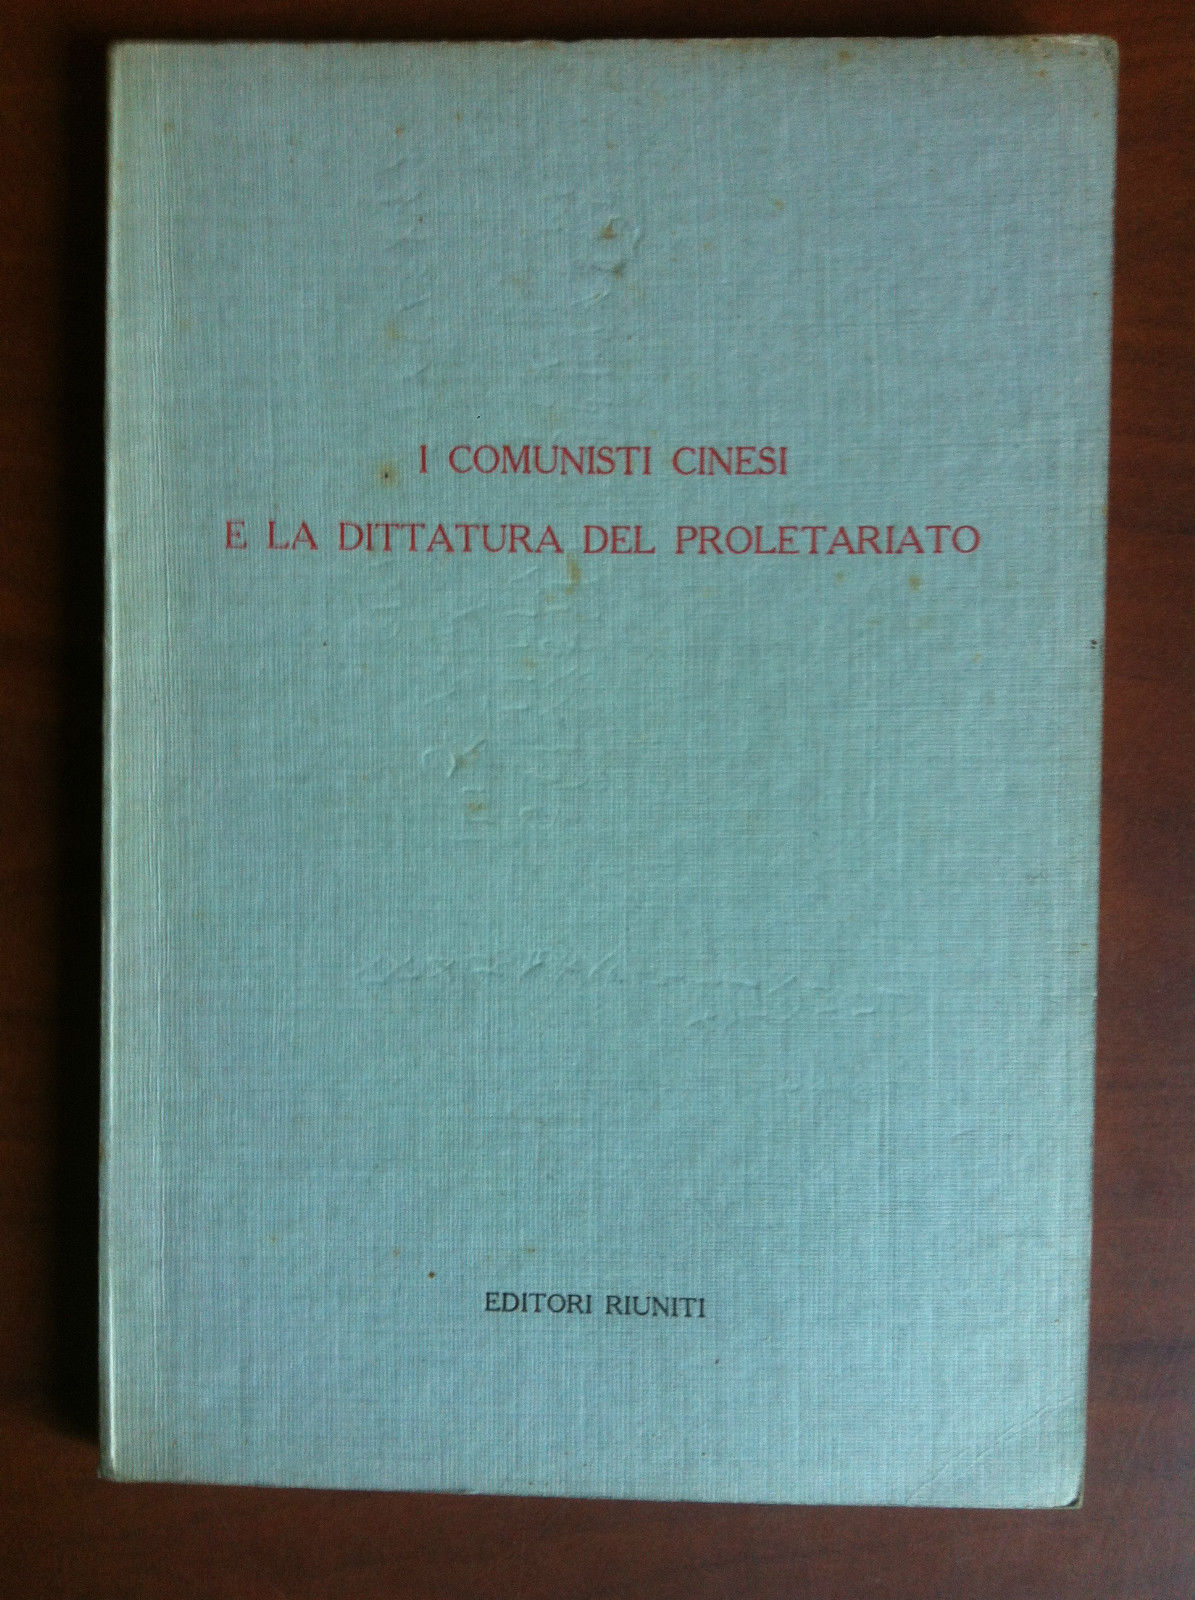 I COMUNISTI CINESI
E LA DITTATURA DEL PROLETARIATO
EDITORI RIUNITI